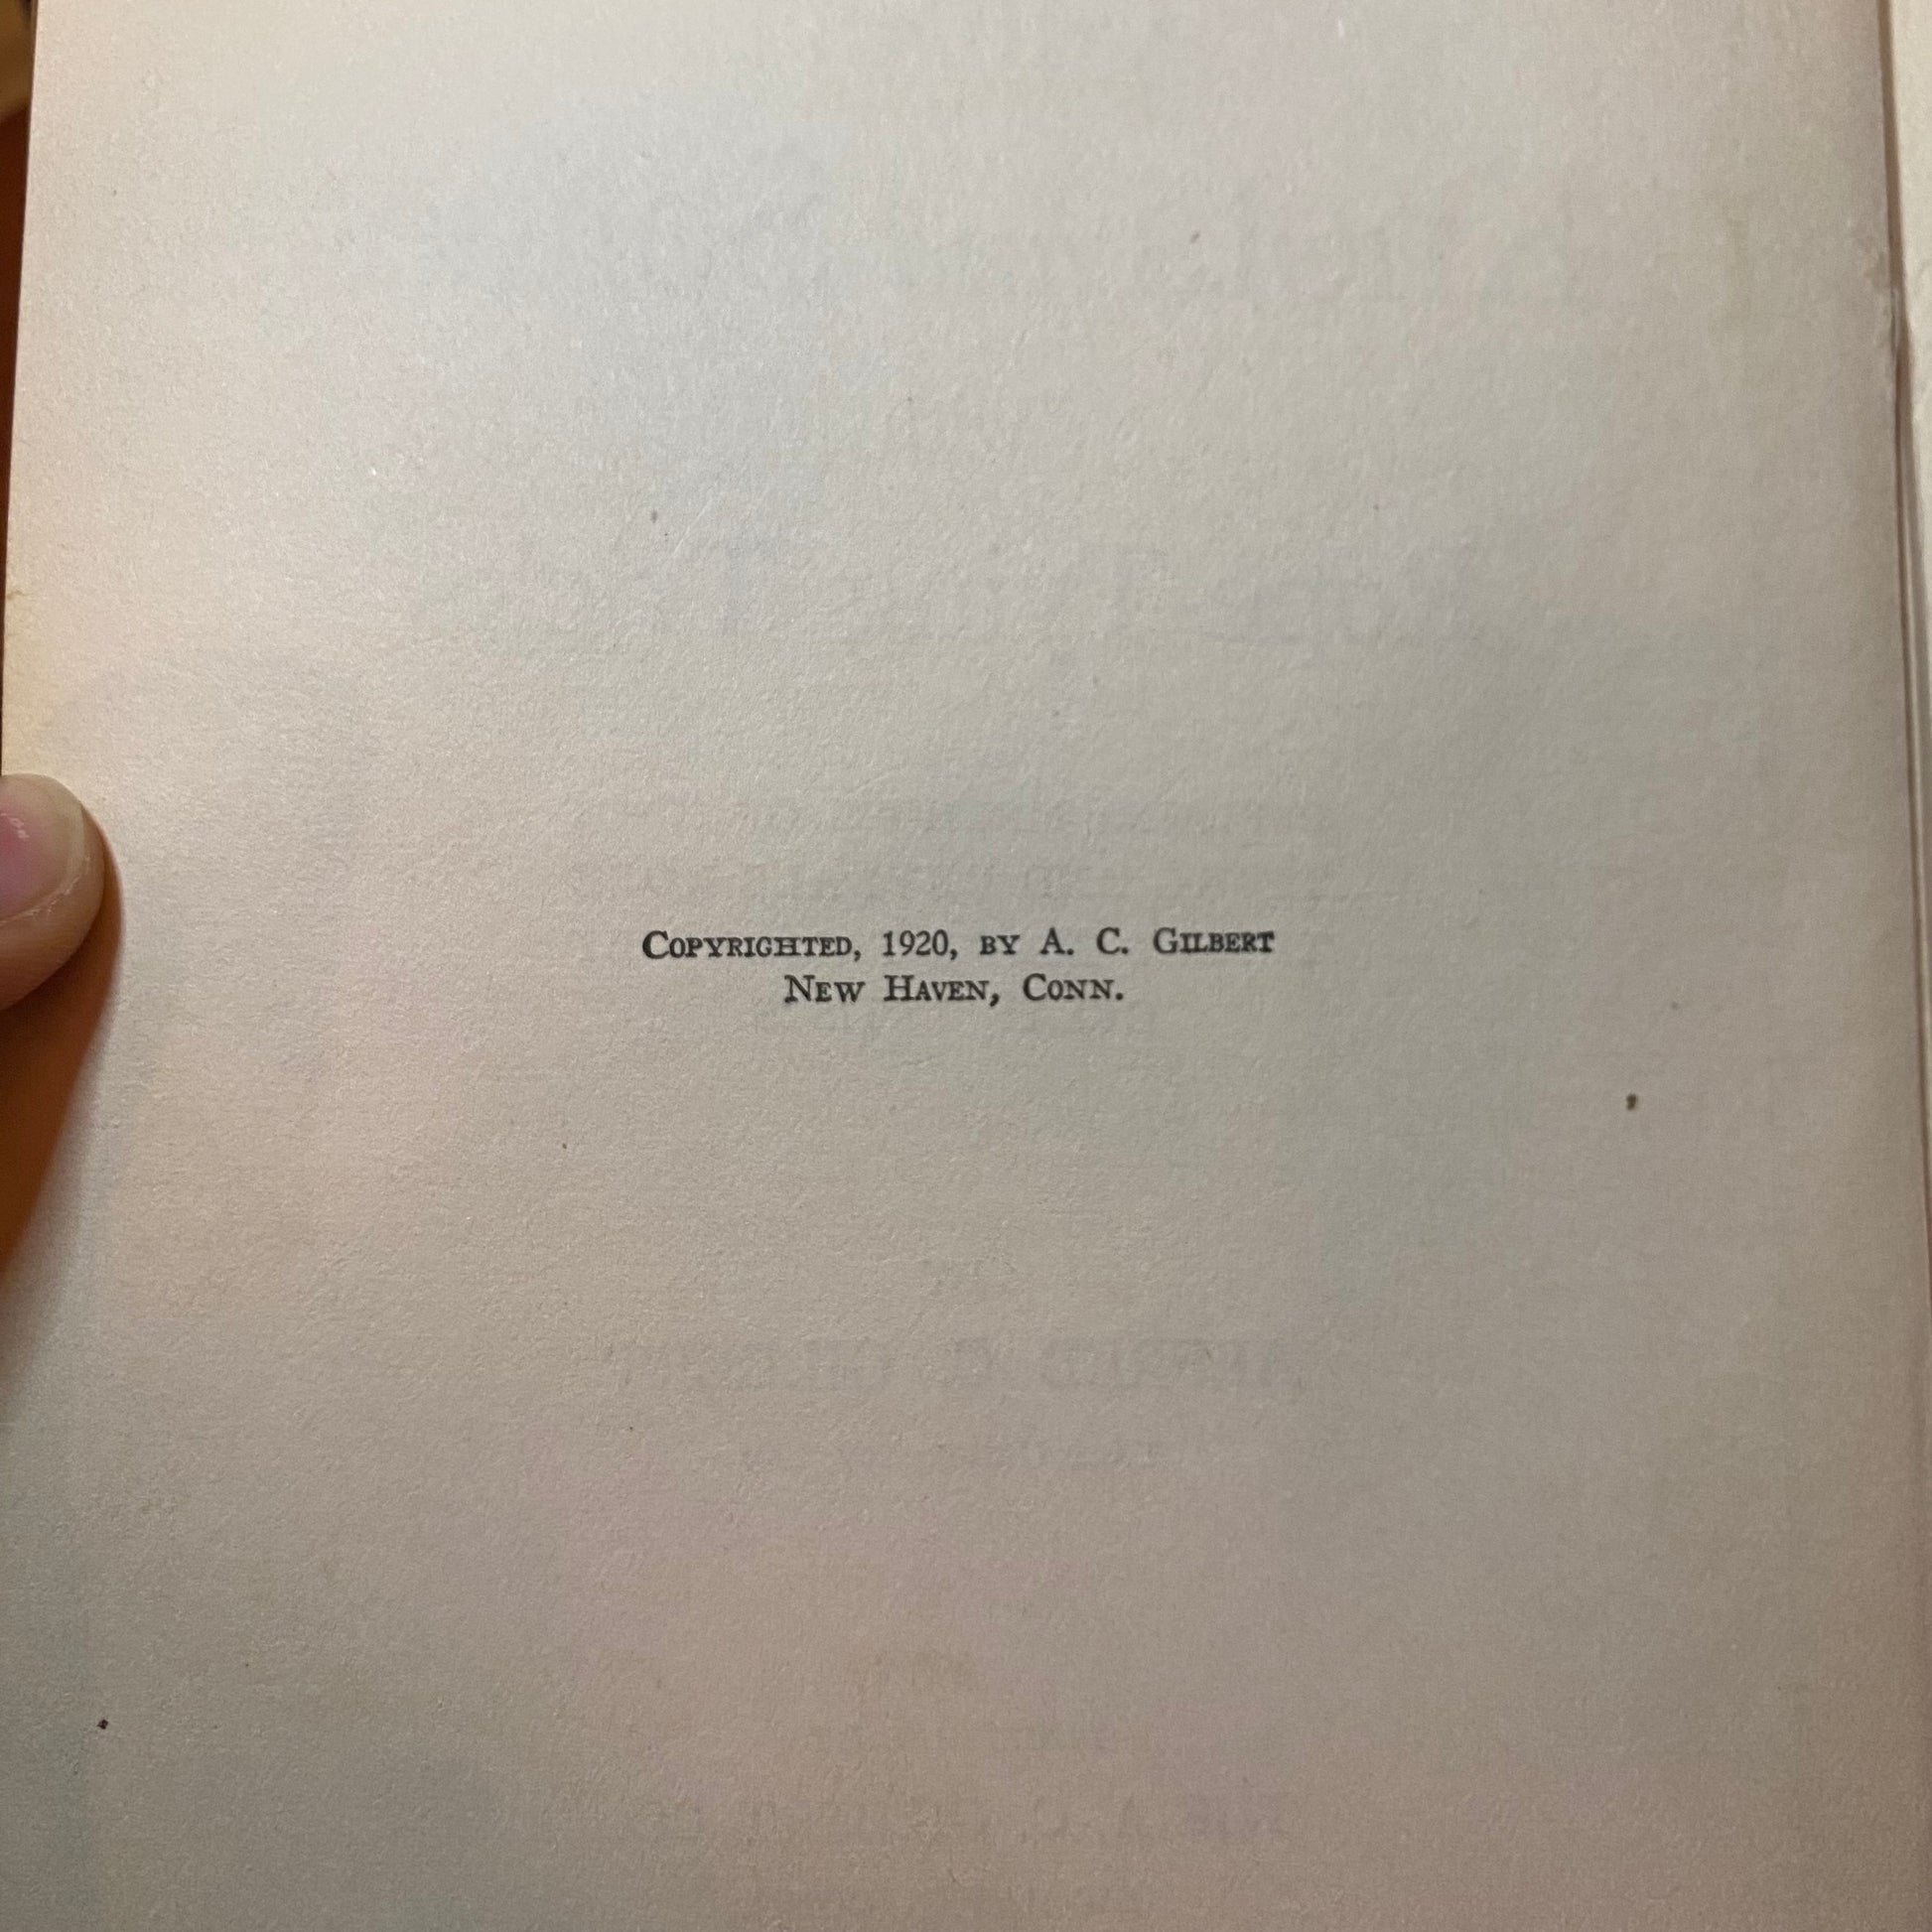 Copyrighted, 1920, by A. C. Gilbert
New Haven, Conn.